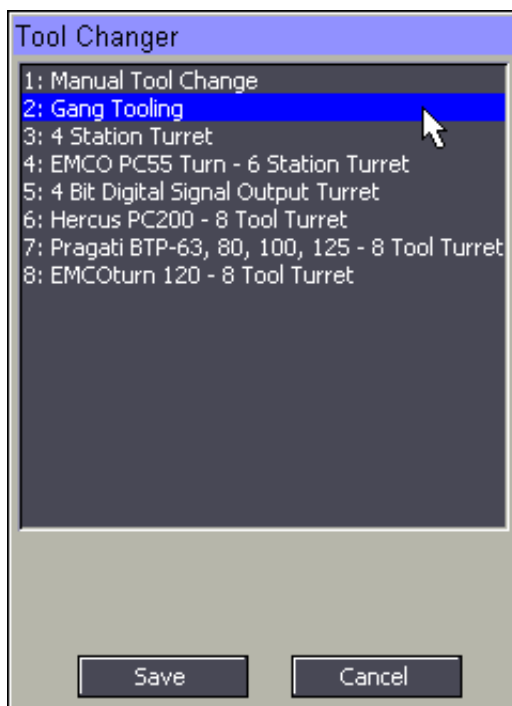 Tool Changer
1: Manual Tool Change
2: Gang Tooling
3: 4 Station Turret
4: EMCO PC55 Turn - 6 Station Turret
5: 4 Bit Digital Signal Output Turret
6: Hercus PC200 - 8 Tool Turret
7: Pragati BTP-63, 80, 100, 125 - 8 Tool Turret
8: EMCOturn 120 - 8 Tool Turret
Save Cancel